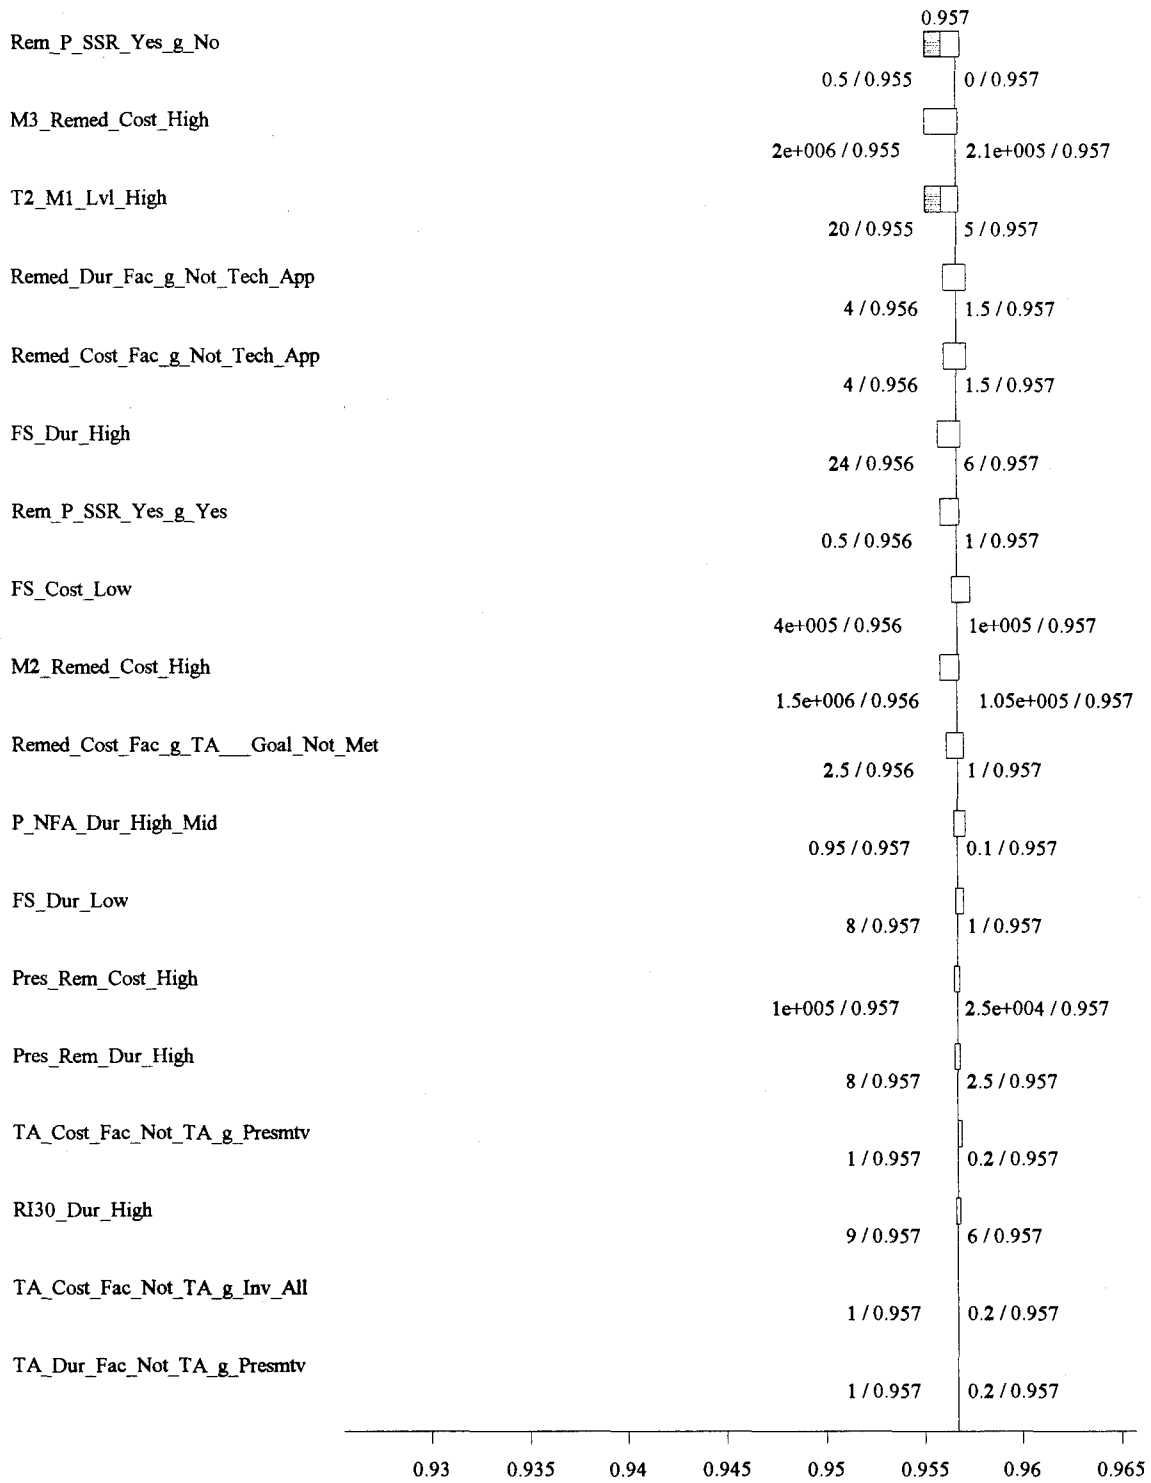 0.957
Rem_P_SSR_Yes_g_No
0.5 / 0.955 0 / 0.957
M3_Remed_Cost_High
2e+006 / 0.955 2.1e+005 / 0.957
T2_M1_Lvl_High
20 / 0.955 5 / 0.957
Remed_Dur_Fac_g_Not_Tech_App
4 / 0.956 1.5 / 0.957
Remed_Cost_Fac_g_Not_Tech_App
4 / 0.956 1.5 / 0.957
FS_Dur_High
24 / 0.956 6 / 0.957
Rem_P_SSR_Yes_g_Yes
0.5 / 0.956 1 / 0.957
FS_Cost_Low
4e+005 / 0.956 1e+005 / 0.957
M2_Remed_Cost_High
1.5e+006 / 0.956 1.05e+005 / 0.957
Remed_Cost_Fac_g_TA___Goal_Not_Met
2.5 / 0.956 1 / 0.957
P_NFA_Dur_High_Mid
0.95 / 0.957 0.1 / 0.957
FS_Dur_Low
8 / 0.957 1 / 0.957
Pres_Rem_Cost_High
1e+005 / 0.957 2.5e+004 / 0.957
Pres_Rem_Dur_High
8 / 0.957 2.5 / 0.957
TA_Cost_Fac_Not_TA_g_Presmtv
1 / 0.957 0.2 / 0.957
RI30_Dur_High
9 / 0.957 6 / 0.957
TA_Cost_Fac_Not_TA_g_Inv_All
1 / 0.957 0.2 / 0.957
TA_Dur_Fac_Not_TA_g_Presmtv
1 / 0.957 0.2 / 0.957
0.93 0.935 0.94 0.945 0.95 0.955 0.96 0.965